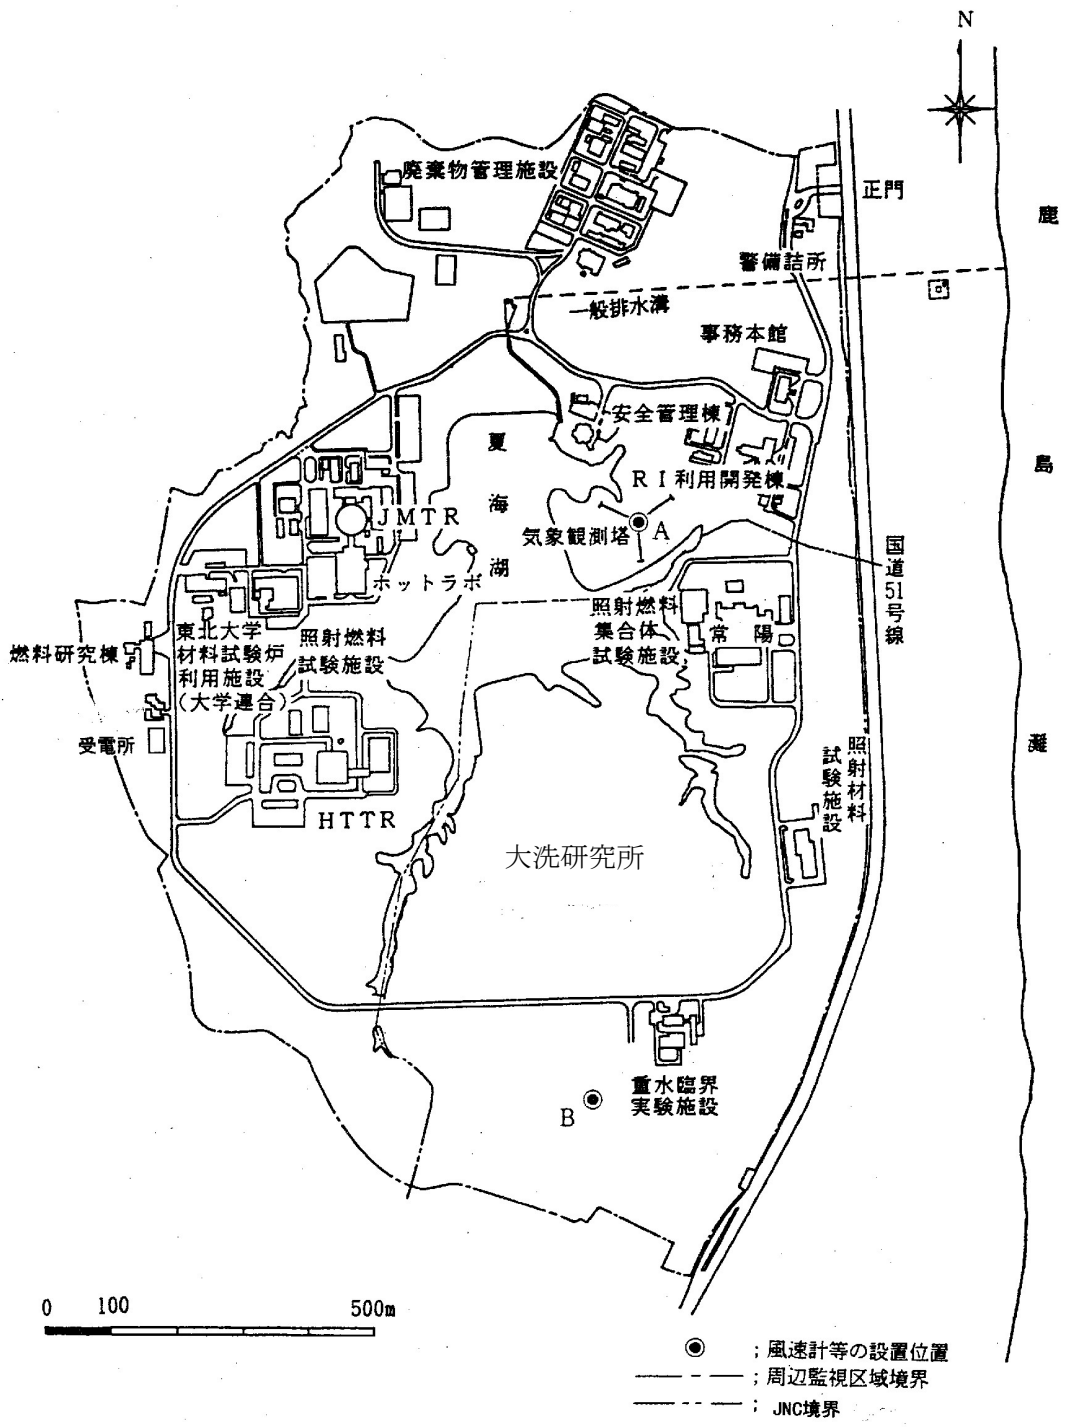 N
廃棄物管理施設
正門
鹿
島
灘
警備詰所
一般排水溝
事務本館
安全管理棟
夏
海
湖
RI利用開発棟
A
気象観測塔
JMTR
ホットラボ
国道51号線
照射燃料
集合体
試験施設
常陽
東北大学
材料試験炉
利用施設
(大学連合)
照射燃料
試験施設
燃料研究棟
受電所
照射材料
試験施設
HTTR
大洗研究所
重水臨界
実験施設
B
0 100 500m
;風速計等の設置位置
;周辺監視区域境界
; JNC境界